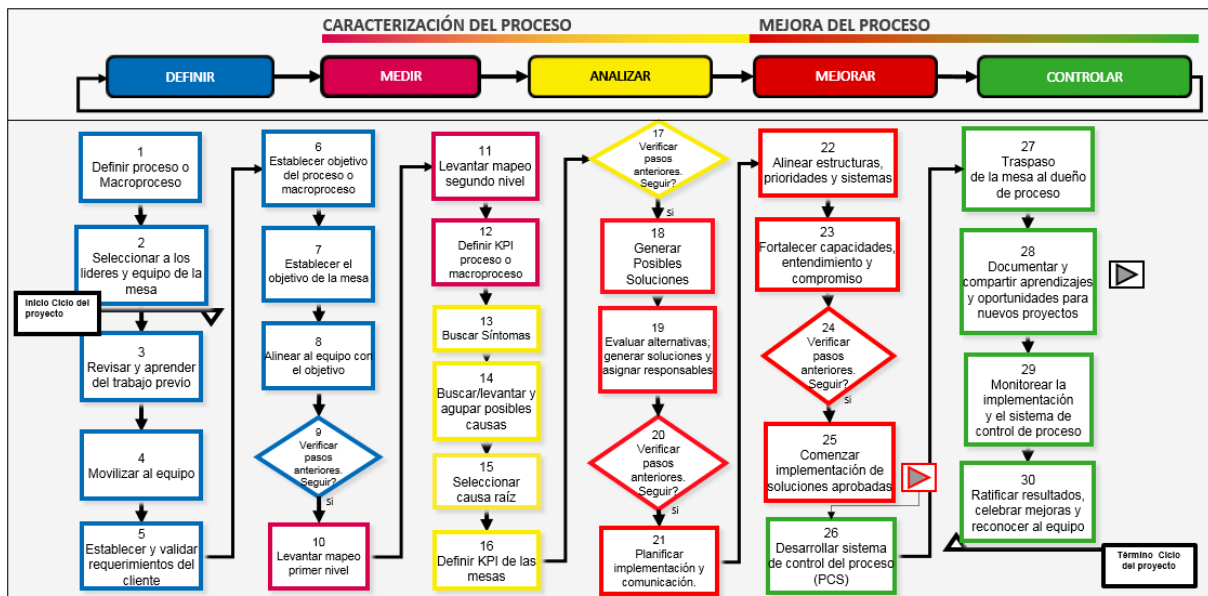 CARACTERIZACIÓN DEL PROCESO
MEJORA DEL PROCESO
DEFINIR
MEDIR
ANALIZAR
MEJORAR
CONTROLAR
1
Definir proceso o
Macroproceso
2
Seleccionar a los
lideres y equipo de la
mesa
Inicio Ciclo del
proyecto
3
Revisar y aprender
del trabajo previo
4
Movilizar al equipo
5
Establecer y validar
requerimientos del
cliente
6
Establecer objetivo
del proceso o
macroproceso
7
Establecer el
objetivo de la mesa
8
Alinear al equipo con
el objetivo
9
Verificar
pasos
anteriores.
Seguir?
si
10
Levantar mapeo
primer nivel
11
Levantar mapeo
segundo nivel
12
Definir KPI
proceso o
macroproceso
13
Buscar Síntomas
14
Buscar/levantar y
agupar posibles
causas
15
Seleccionar
causa raíz
16
Definir KPI de las
mesas
17
Verificar
pasos
anteriores.
Seguir?
si
18
Generar
Posibles
Soluciones
19
Evaluar alternativas;
generar soluciones y
asignar responsables
20
Verificar
pasos
anteriores.
Seguir?
si
21
Planificar
implementación y
comunicación.
22
Alinear estructuras,
prioridades y sistemas
23
Fortalecer capacidades,
entendimiento y
compromiso
24
Verificar
pasos
anteriores.
Seguir?
si
25
Comenzar
implementación de
soluciones aprobadas
26
Desarrollar sistema
de control del proceso
(PCS)
27
Traspaso
de la mesa al dueño
de proceso
28
Documentar y
compartir aprendizajes
y oportunidades para
nuevos proyectos
29
Monitorear la
implementación
y el sistema de
control de proceso
30
Ratificar resultados,
celebrar mejoras y
reconocer al equipo
Término Ciclo
del proyecto